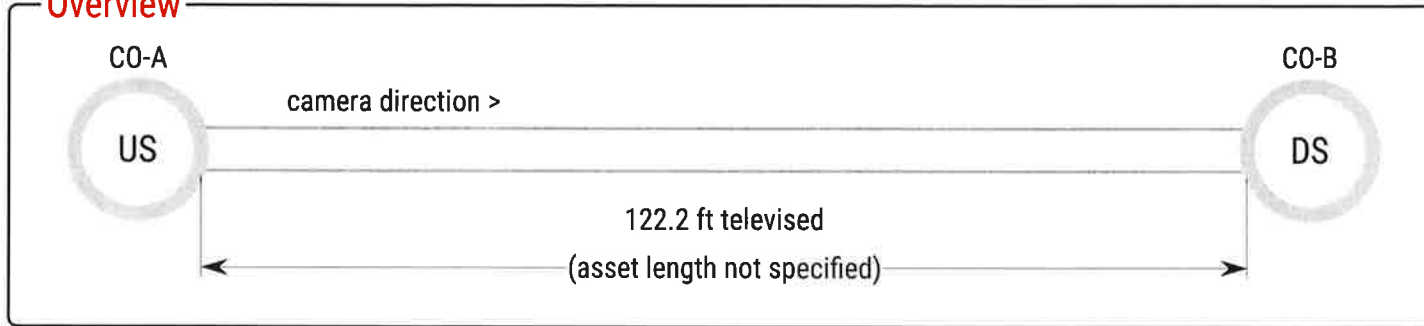 Overview
CO-A
CO-B
camera direction >
US
DS
122.2 ft televised
(asset length not specified)